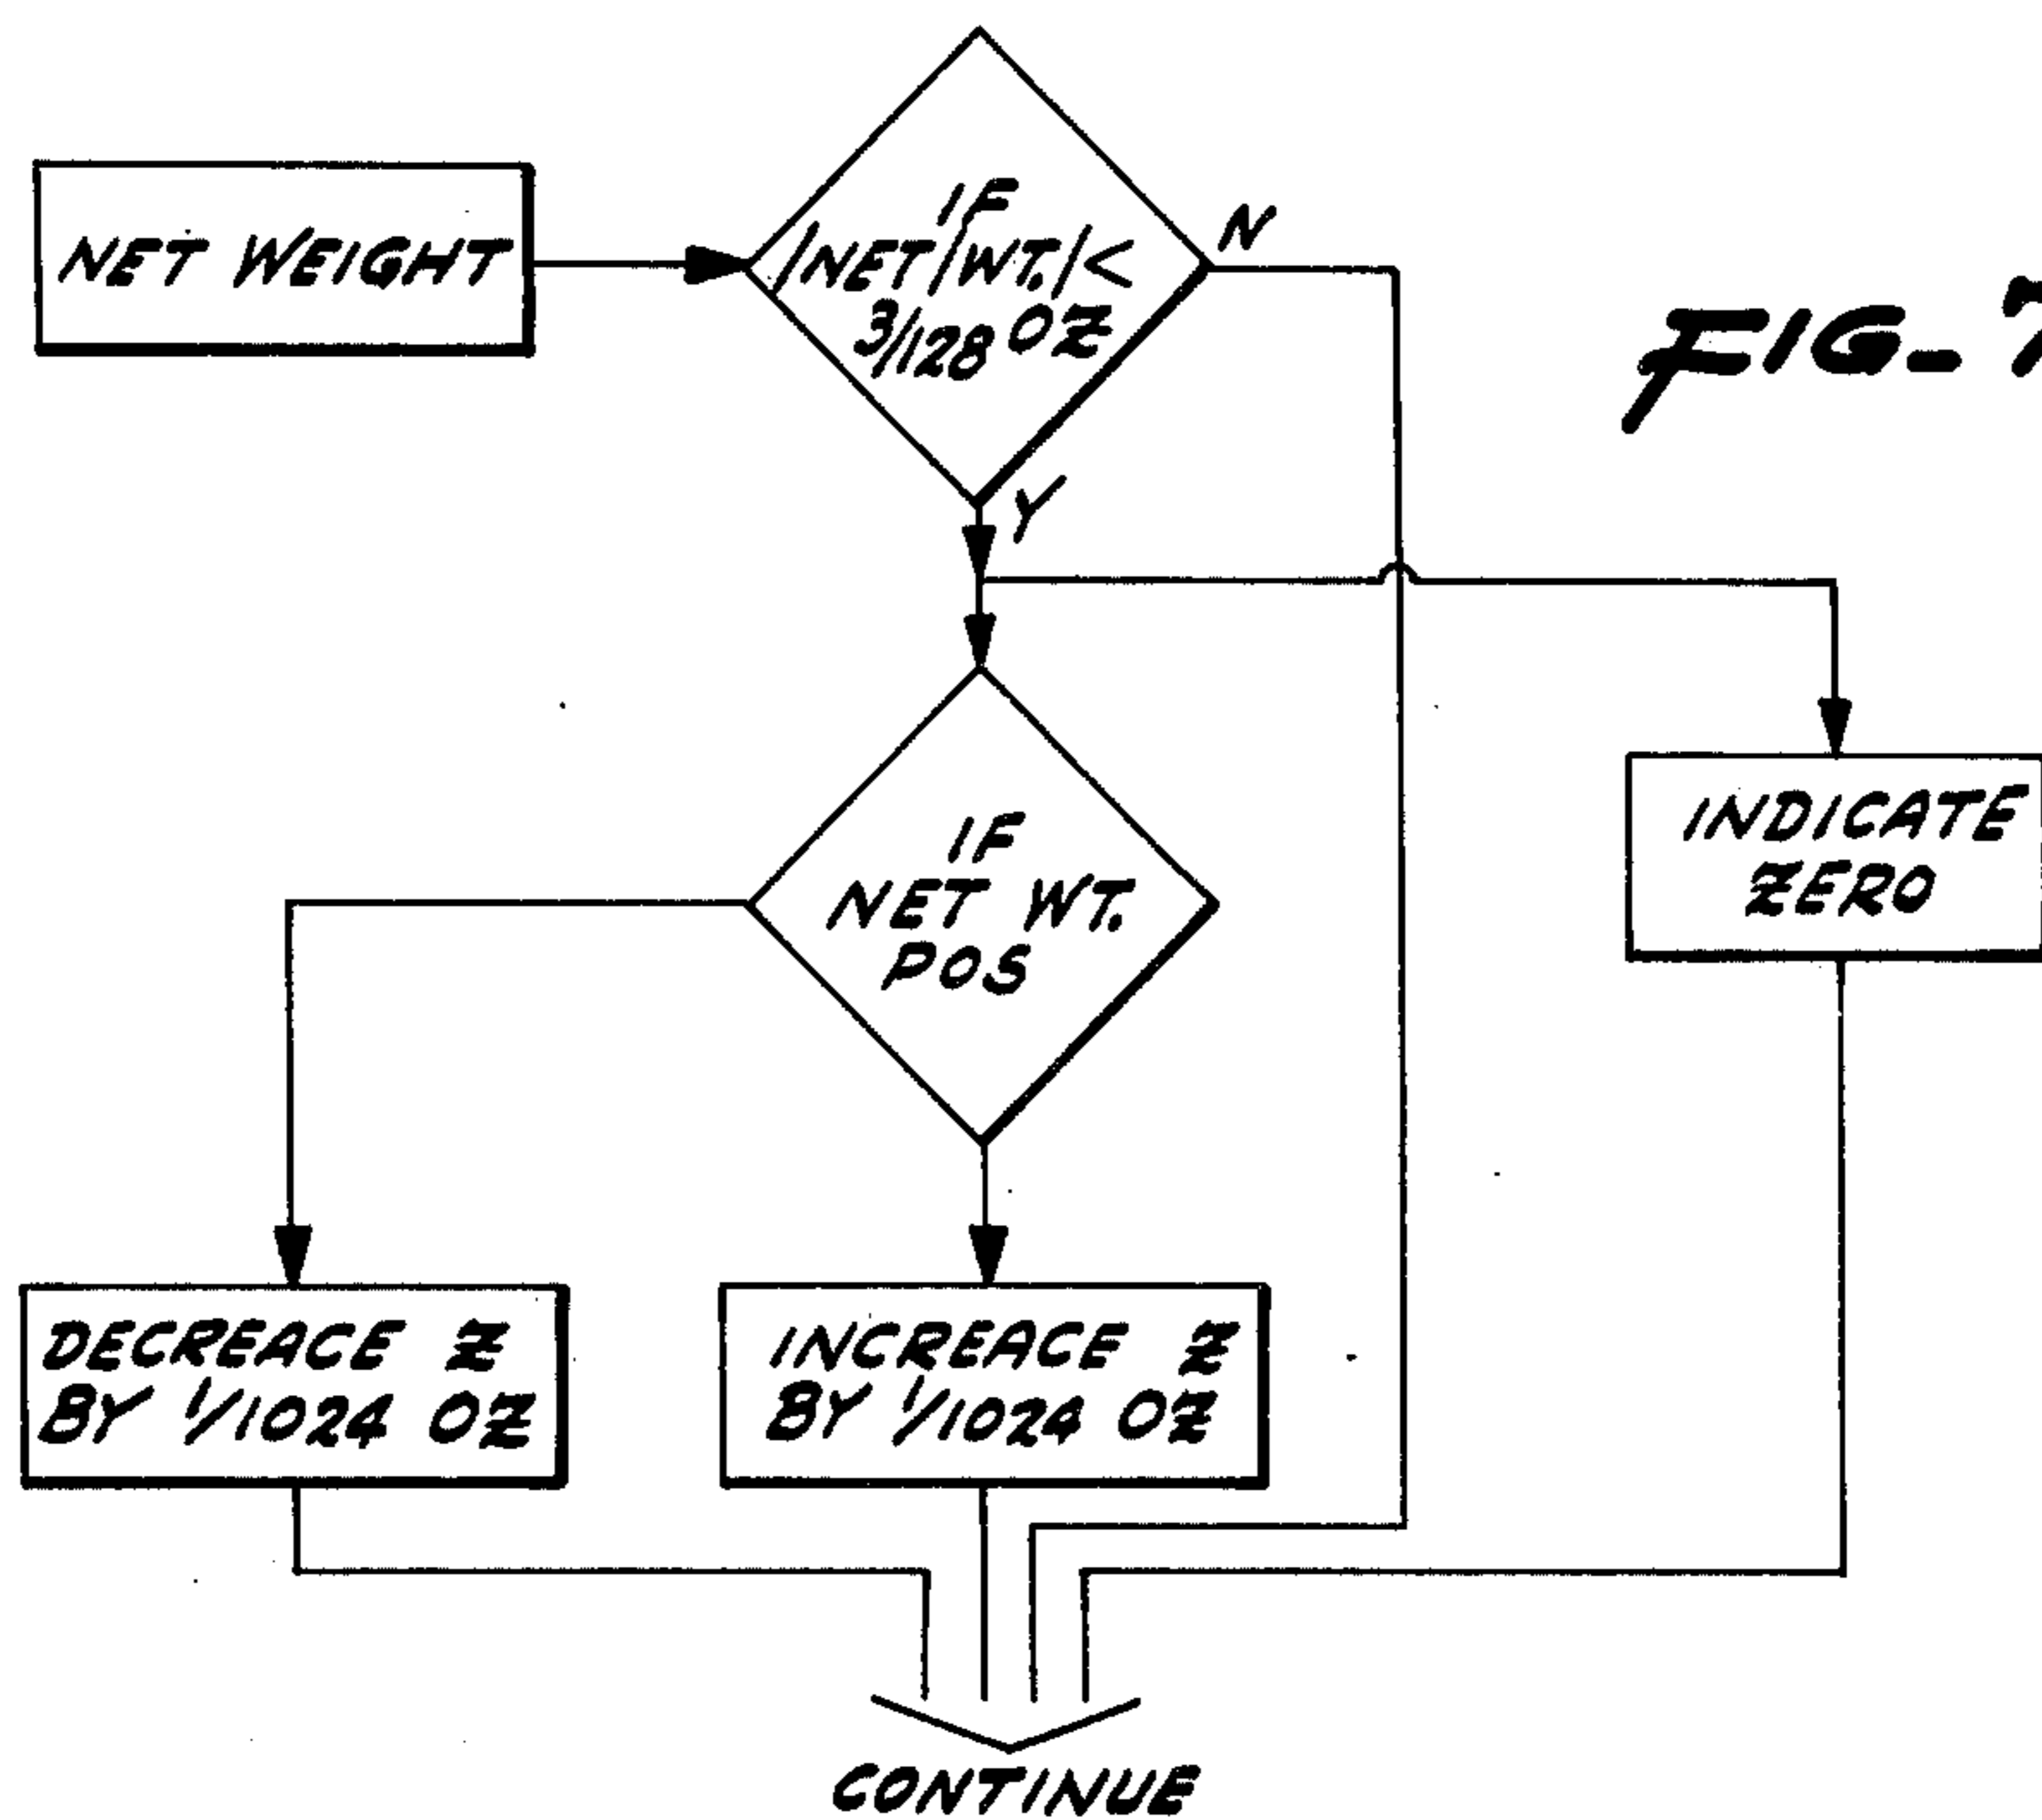 NET WEIGHT
IF
/NET/WT./<
3/128 OZ
N
FIG_ 7
Y
IF
NET WT.
POS
INDICATE
ZERO
DECREACE Z
BY 1/1024 OZ
INCREACE Z
BY 1/1024 OZ
CONTINUE